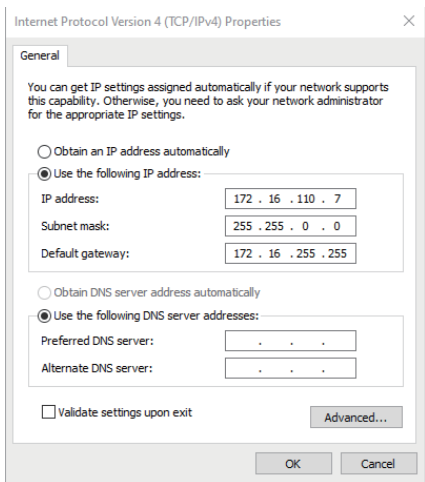 Internet Protocol Version 4 (TCP/IPv4) Properties
General
You can get IP settings assigned automatically if your network supports
this capability. Otherwise, you need to ask your network administrator
for the appropriate IP settings.
Obtain an IP address automatically
Use the following IP address:
IP address: 172 . 16 . 110 . 7
Subnet mask: 255 . 255 . 0 . 0
Default gateway: 172 . 16 . 255 . 255
Obtain DNS server address automatically
Use the following DNS server addresses:
Preferred DNS server: . . .
Alternate DNS server: . . .
Validate settings upon exit
Advanced...
OK Cancel